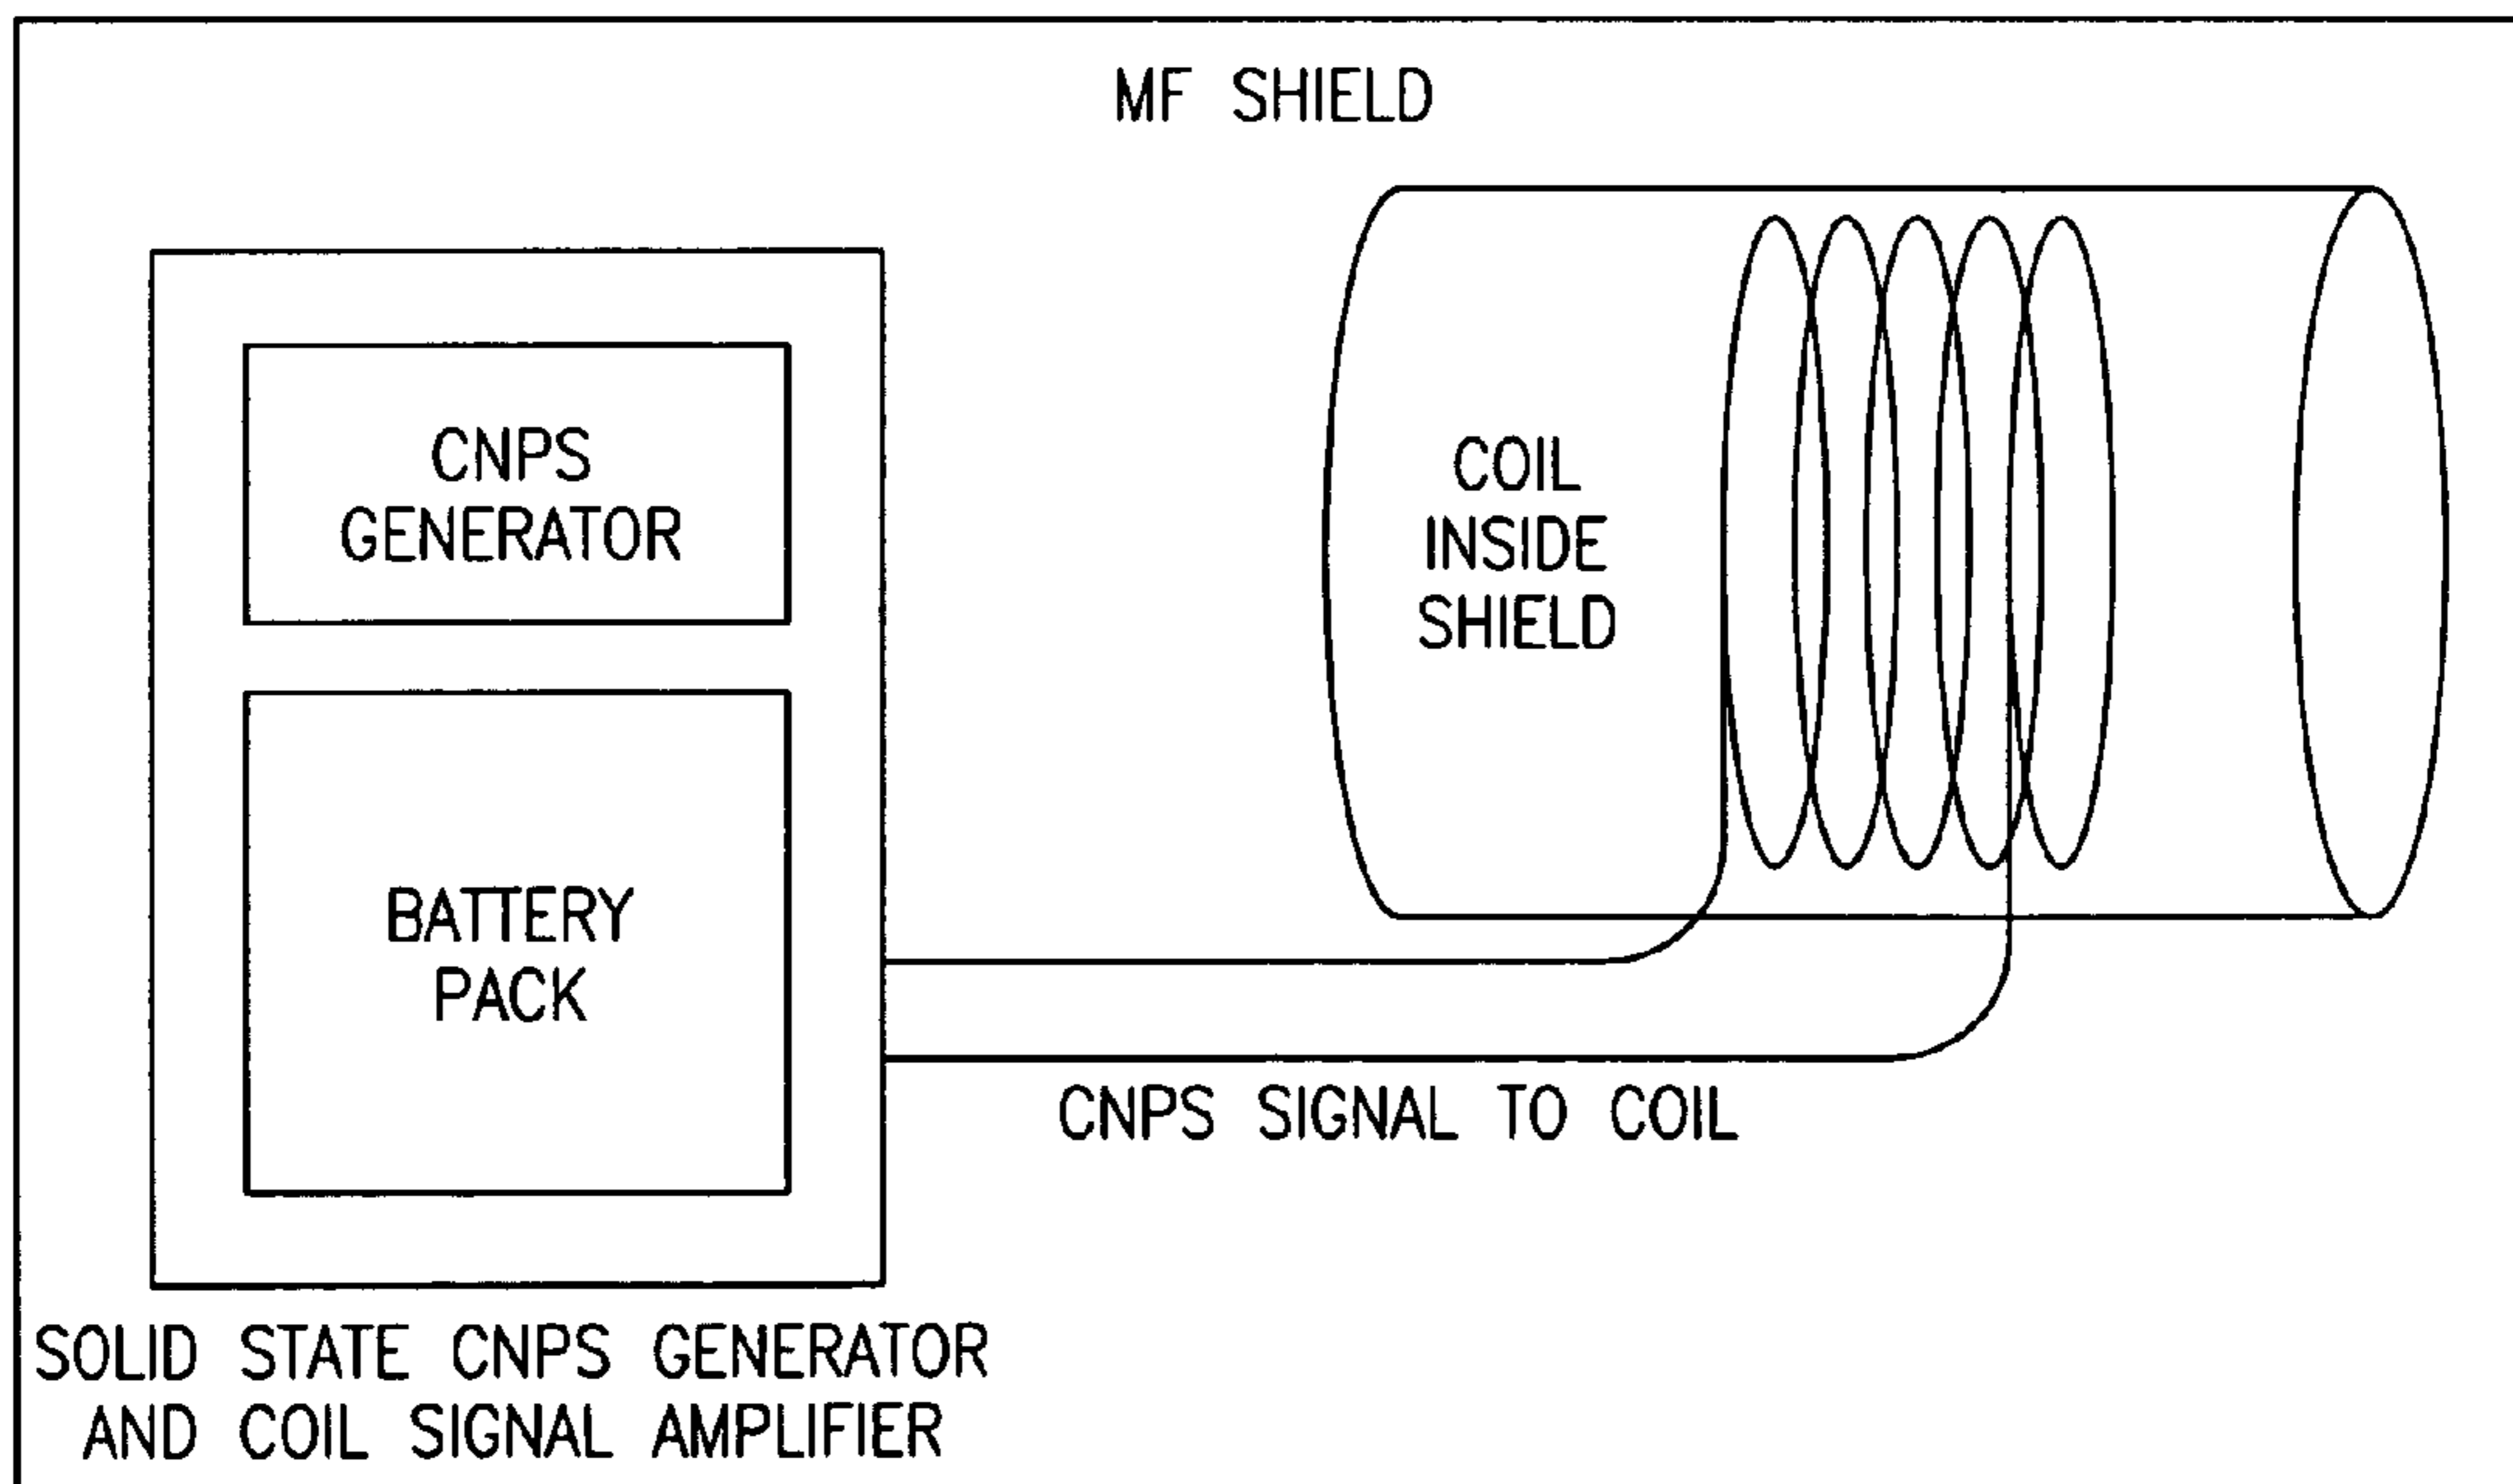 MF SHIELD
CNPS
GENERATOR
BATTERY
PACK
COIL
INSIDE
SHIELD
CNPS SIGNAL TO COIL
SOLID STATE CNPS GENERATOR
AND COIL SIGNAL AMPLIFIER